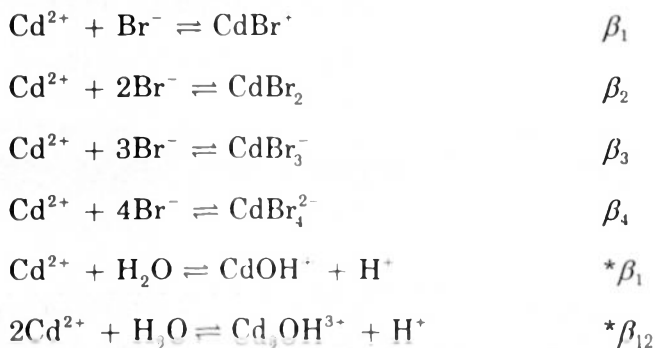 Cd²⁺ + Br⁻ ⇌ CdBr⁺ β₁
Cd²⁺ + 2Br⁻ ⇌ CdBr₂ β₂
Cd²⁺ + 3Br⁻ ⇌ CdBr₃⁻ β₃
Cd²⁺ + 4Br⁻ ⇌ CdBr₄²⁻ β₄
Cd²⁺ + H₂O ⇌ CdOH⁺ + H⁺ *β₁
2Cd²⁺ + H₂O ⇌ Cd₂OH³⁺ + H⁺ *β₁₂